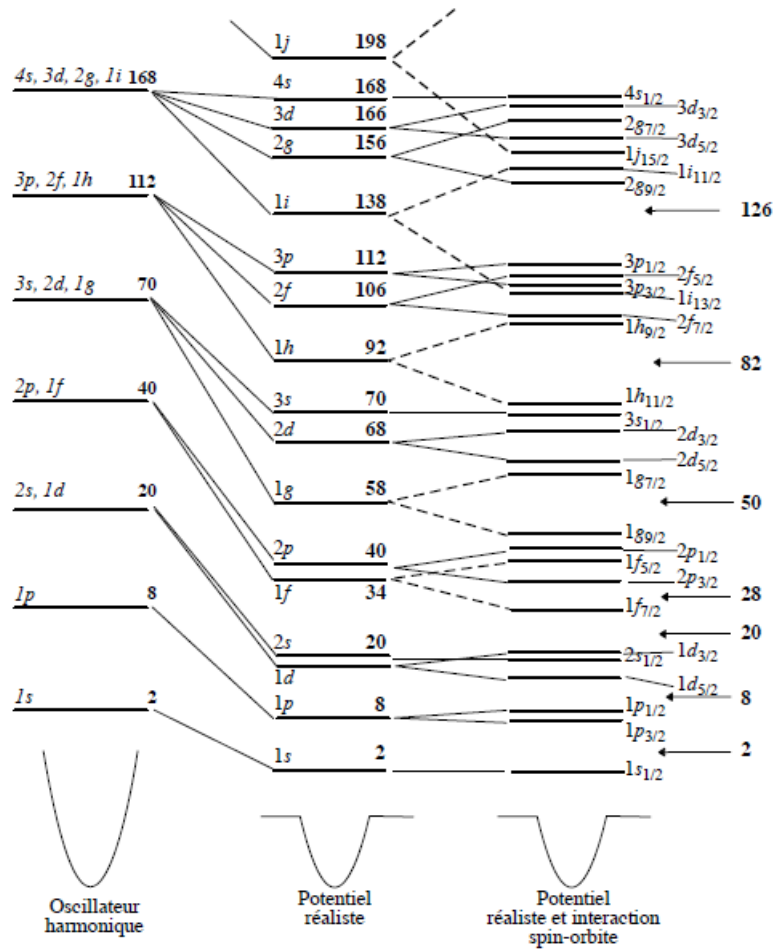 1j 198
4s, 3d, 2g, 1i 168
4s 168
3d 166
2g 156
4s1/2
3d3/2
2g7/2
3d5/2
1j15/2
1i11/2
2g9/2
3p, 2f, 1h 112
1i 138
126
3p 112
2f 106
3p1/2
2f5/2
3p3/2
1i13/2
2f7/2
1h9/2
3s, 2d, 1g 70
1h 92
82
2p, 1f 40
3s 70
2d 68
1h11/2
3s1/2
2d3/2
2d5/2
1g7/2
2s, 1d 20
1g 58
50
1g9/2
2p 40
1f 34
2p1/2
1f5/2
2p3/2
28
1f7/2
1p 8
20
2s 20
1d
1d3/2
2s1/2
1d5/2
8
1s 2
1p 8
1p1/2
1p3/2
2
1s 2
1s1/2
Oscillateur
harmonique
Potentiel
réaliste
Potentiel
réaliste et interaction
spin-orbite